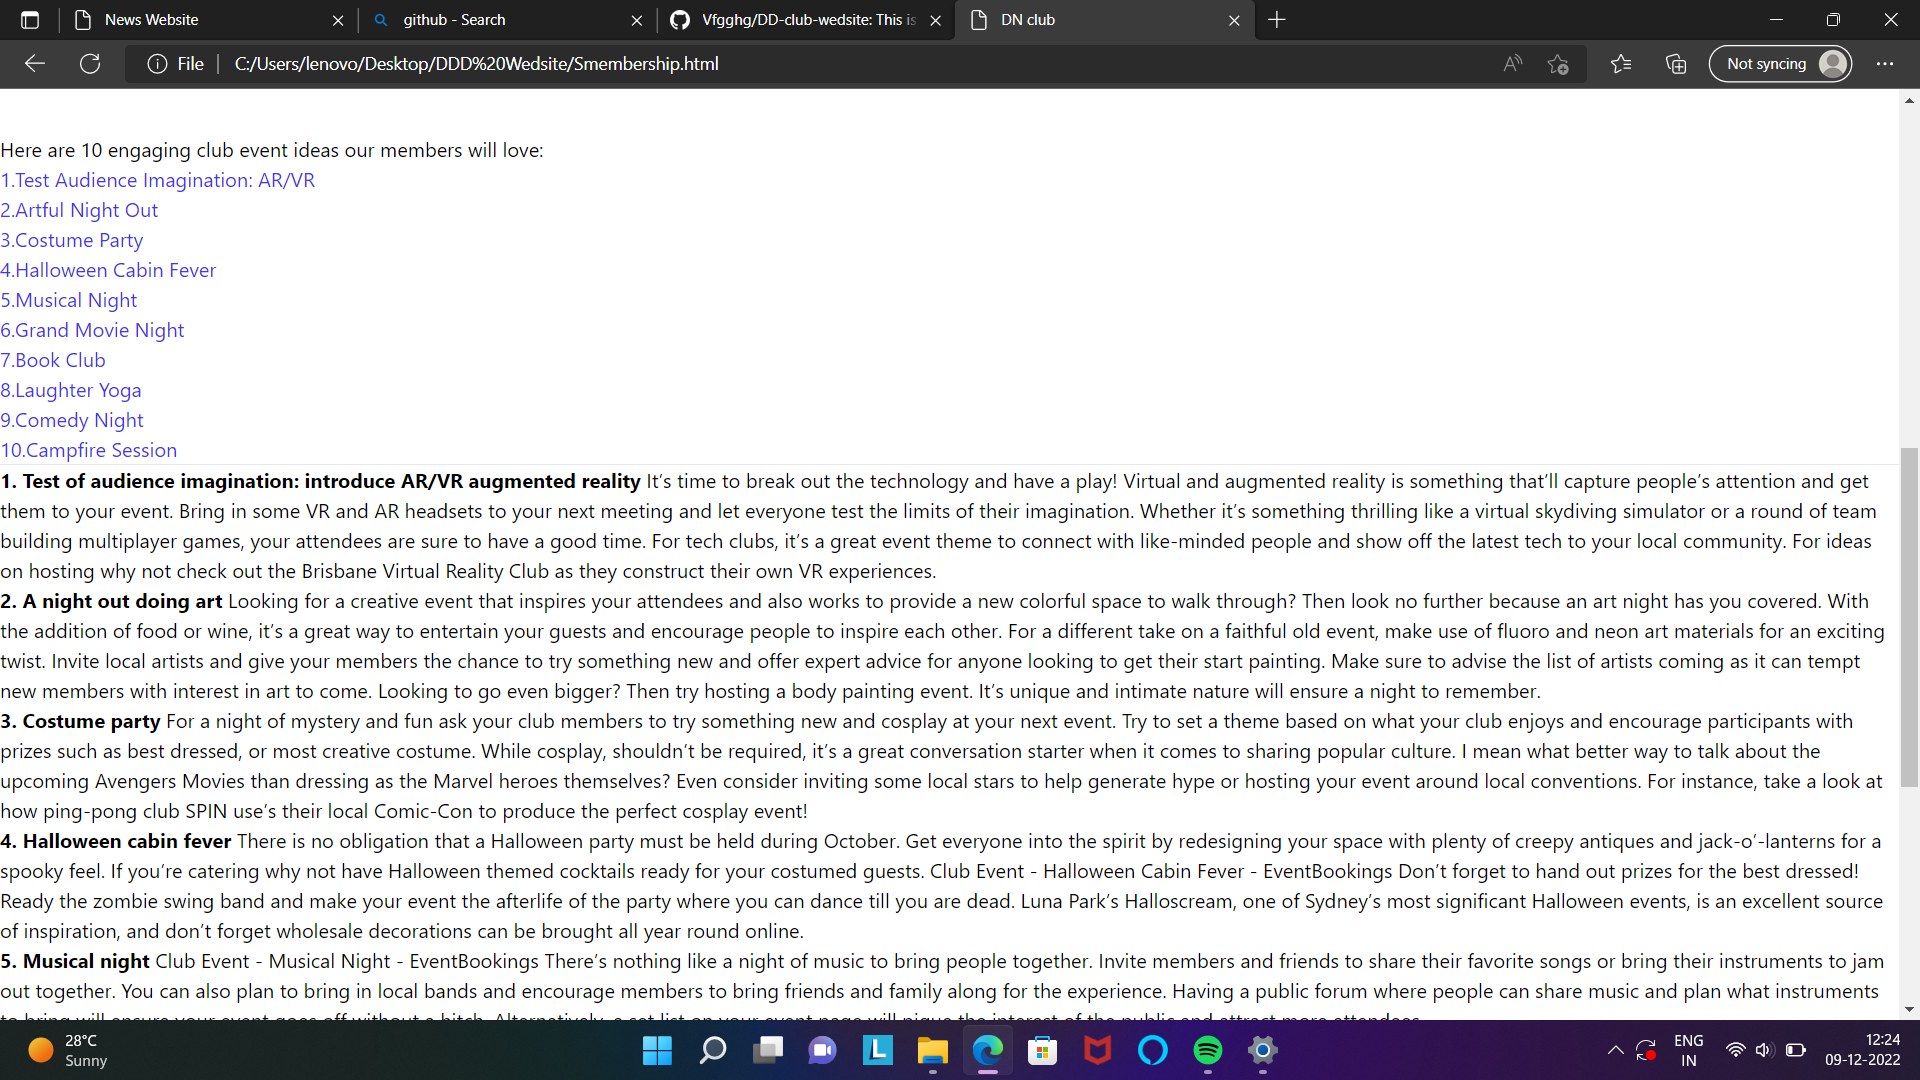 News Website
github - Search
Vfgghg/DD-club-wedsite: This is
DN club
File
C:/Users/lenovo/Desktop/DDD%20Wedsite/Smembership.html
Not syncing
Here are 10 engaging club event ideas our members will love:
1.Test Audience Imagination: AR/VR
2.Artful Night Out
3.Costume Party
4.Halloween Cabin Fever
5.Musical Night
6.Grand Movie Night
7.Book Club
8.Laughter Yoga
9.Comedy Night
10.Campfire Session
1. Test of audience imagination: introduce AR/VR augmented reality It’s time to break out the technology and have a play! Virtual and augmented reality is something that’ll capture people’s attention and get
them to your event. Bring in some VR and AR headsets to your next meeting and let everyone test the limits of their imagination. Whether it’s something thrilling like a virtual skydiving simulator or a round of team
building multiplayer games, your attendees are sure to have a good time. For tech clubs, it’s a great event theme to connect with like-minded people and show off the latest tech to your local community. For ideas
on hosting why not check out the Brisbane Virtual Reality Club as they construct their own VR experiences.
2. A night out doing art Looking for a creative event that inspires your attendees and also works to provide a new colorful space to walk through? Then look no further because an art night has you covered. With
the addition of food or wine, it’s a great way to entertain your guests and encourage people to inspire each other. For a different take on a faithful old event, make use of fluoro and neon art materials for an exciting
twist. Invite local artists and give your members the chance to try something new and offer expert advice for anyone looking to get their start painting. Make sure to advise the list of artists coming as it can tempt
new members with interest in art to come. Looking to go even bigger? Then try hosting a body painting event. It’s unique and intimate nature will ensure a night to remember.
3. Costume party For a night of mystery and fun ask your club members to try something new and cosplay at your next event. Try to set a theme based on what your club enjoys and encourage participants with
prizes such as best dressed, or most creative costume. While cosplay, shouldn’t be required, it’s a great conversation starter when it comes to sharing popular culture. I mean what better way to talk about the
upcoming Avengers Movies than dressing as the Marvel heroes themselves? Even consider inviting some local stars to help generate hype or hosting your event around local conventions. For instance, take a look at
how ping-pong club SPIN use’s their local Comic-Con to produce the perfect cosplay event!
4. Halloween cabin fever There is no obligation that a Halloween party must be held during October. Get everyone into the spirit by redesigning your space with plenty of creepy antiques and jack-o’-lanterns for a
spooky feel. If you’re catering why not have Halloween themed cocktails ready for your costumed guests. Club Event - Halloween Cabin Fever - EventBookings Don’t forget to hand out prizes for the best dressed!
Ready the zombie swing band and make your event the afterlife of the party where you can dance till you are dead. Luna Park’s Halloscream, one of Sydney’s most significant Halloween events, is an excellent source
of inspiration, and don’t forget wholesale decorations can be brought all year round online.
5. Musical night Club Event - Musical Night - EventBookings There’s nothing like a night of music to bring people together. Invite members and friends to share their favorite songs or bring their instruments to jam
out together. You can also plan to bring in local bands and encourage members to bring friends and family along for the experience. Having a public forum where people can share music and plan what instruments
to bring will ensure your event goes off without a hitch. Alternatively, a set list on your event page will pique the interest of the public and attract more attendees.
28°C
Sunny
ENG
IN
12:24
09-12-2022